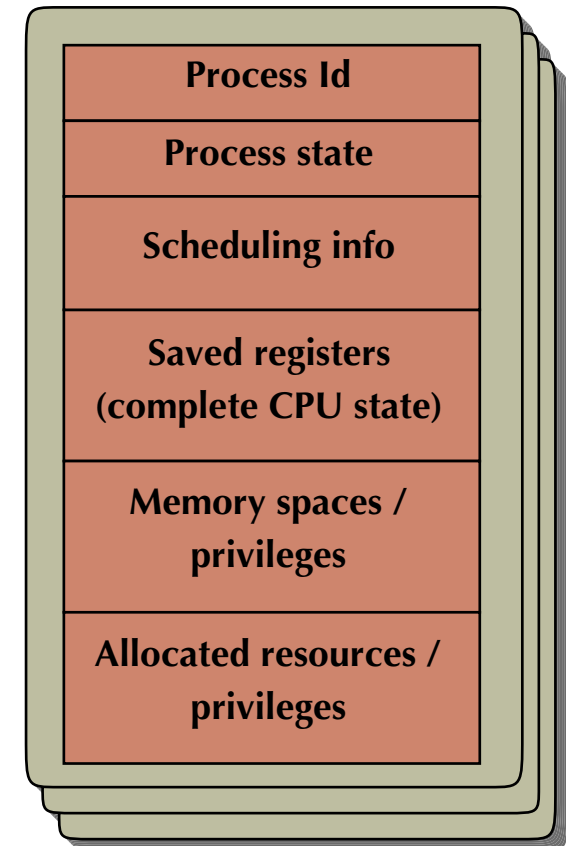 Process Id
Process state
Scheduling info
Saved registers
(complete CPU state)
Memory spaces /
privileges
Allocated resources /
privileges